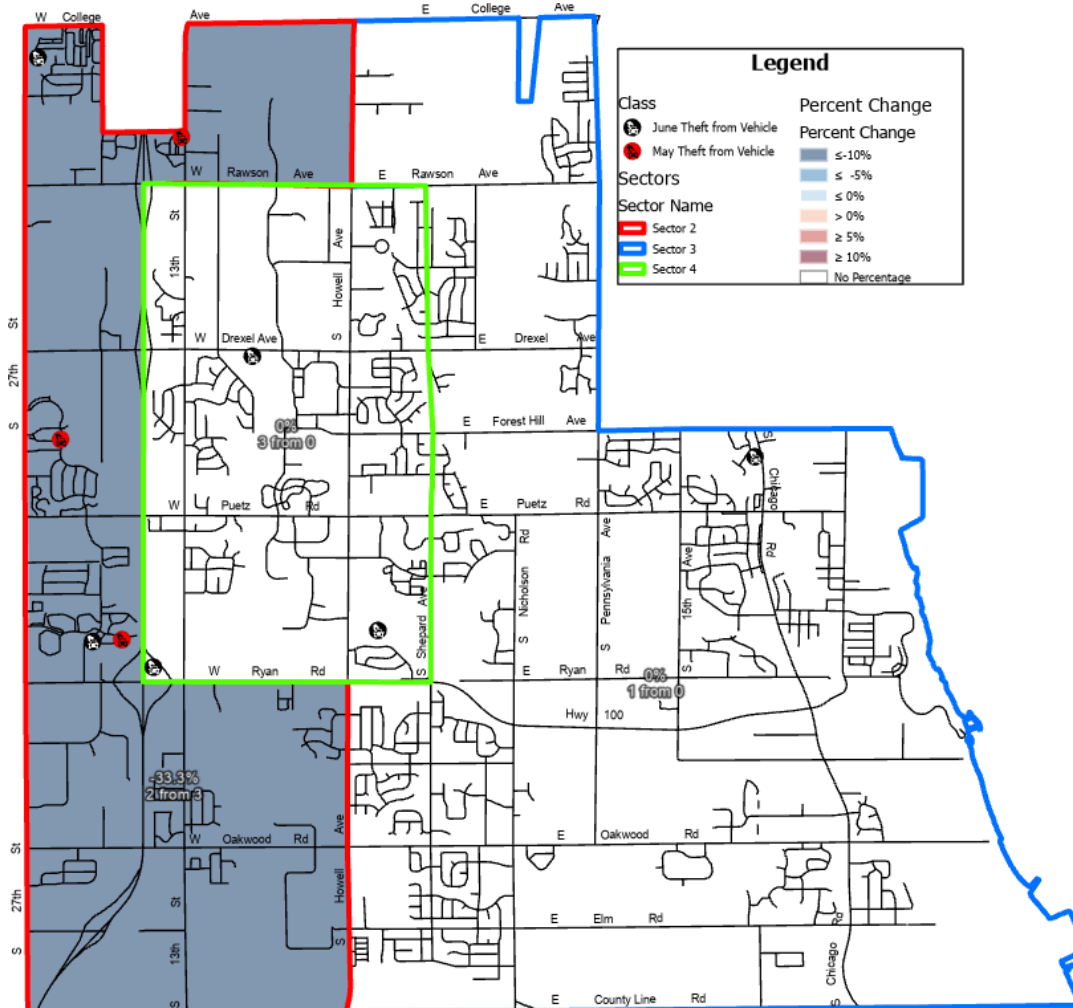 W College Ave
E College Ave
Legend
Class
June Theft from Vehicle
May Theft from Vehicle
Sectors
Sector Name
Sector 2
Sector 3
Sector 4
Percent Change
Percent Change
≤-10%
≤ -5%
≤ 0%
> 0%
≥ 5%
≥ 10%
No Percentage
W Rawson Ave
E Rawson Ave
S 13th St
S Howell Ave
S 27th St
W Drexel Ave
E Drexel Ave
0%
3 from 0
E Forest Hill Ave
W Puetz Rd
E Puetz Rd
S Chicago Rd
S Nicholson Rd
S Pennsylvania Ave
S 15th Ave
S Shepard Ave
W Ryan Rd
E Ryan Rd
0%
1 from 0
Hwy 100
-33.3%
2 from 3
W Oakwood Rd
E Oakwood Rd
S 27th St
S 13th St
S Howell Ave
E Elm Rd
S Chicago Rd
E County Line Rd